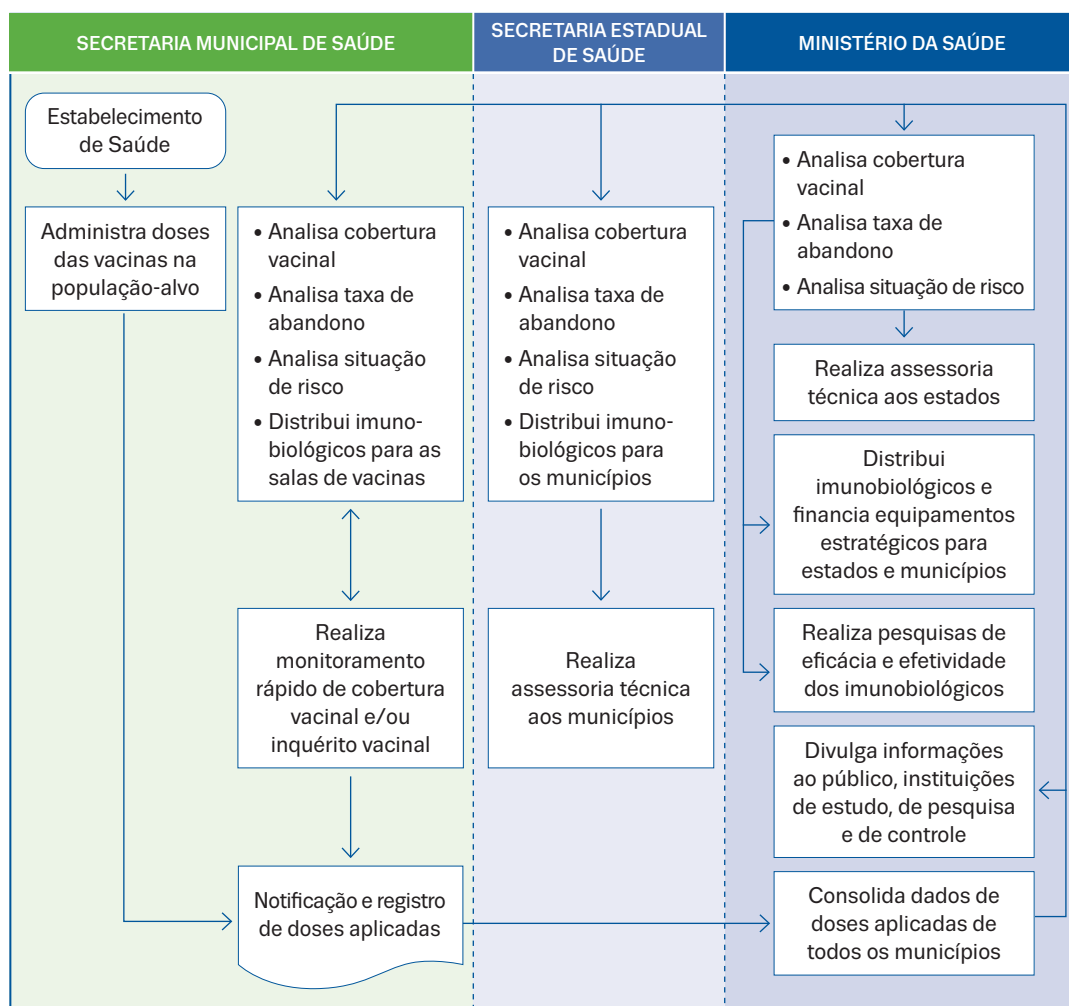 SECRETARIA MUNICIPAL DE SAÚDE
SECRETARIA ESTADUAL
DE SAÚDE
MINISTÉRIO DA SAÚDE
Estabelecimento
de Saúde
Administra doses
das vacinas na
população-alvo
• Analisa cobertura
vacinal
• Analisa taxa de
abandono
• Analisa situação
de risco
• Distribui imuno-
biológicos para as
salas de vacinas
Realiza
monitoramento
rápido de cobertura
vacinal e/ou
inquérito vacinal
Notificação e registro
de doses aplicadas
• Analisa cobertura
vacinal
• Analisa taxa de
abandono
• Analisa situação
de risco
• Distribui imuno-
biológicos para
os municípios
Realiza
assessoria técnica
aos municípios
• Analisa cobertura
vacinal
• Analisa taxa de
abandono
• Analisa situação de risco
Realiza assessoria
técnica aos estados
Distribui
imunobiológicos e
financia equipamentos
estratégicos para
estados e municípios
Realiza pesquisas de
eficácia e efetividade
dos imunobiológicos
Divulga informações
ao público, instituições
de estudo, de pesquisa
e de controle
Consolida dados de
doses aplicadas de
todos os municípios